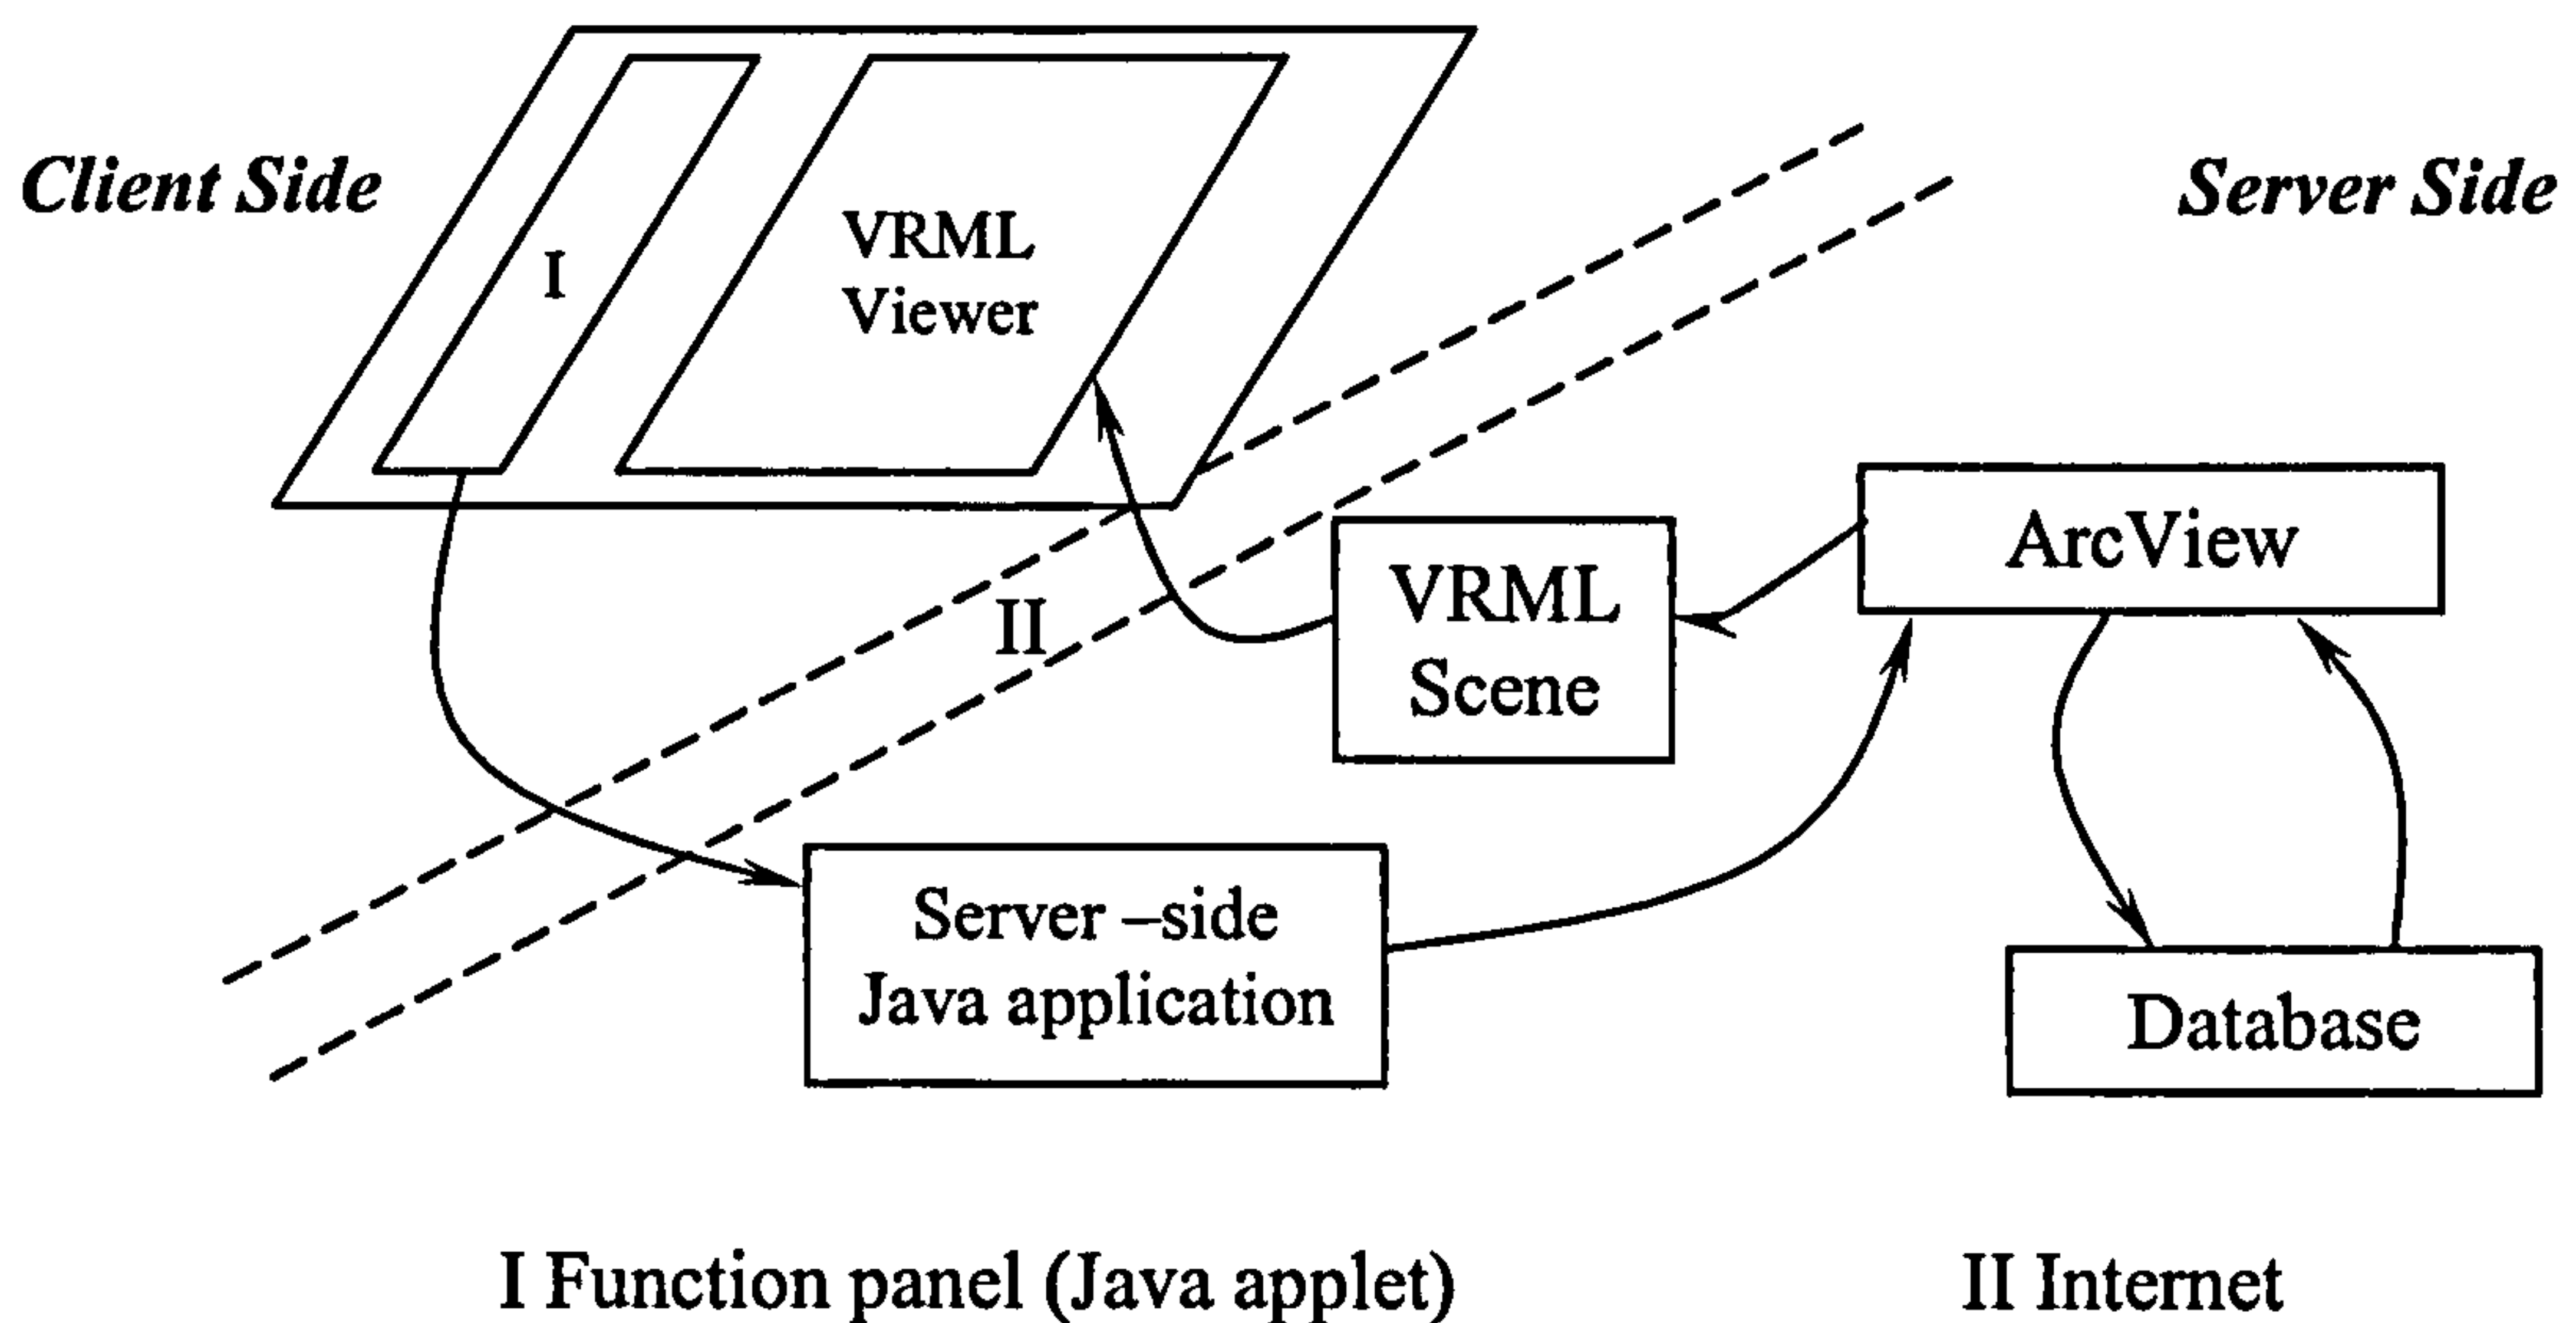 Client Side
Server Side
I
VRML
Viewer
II
VRML
Scene
ArcView
Server –side
Java application
Database
I Function panel (Java applet)
II Internet